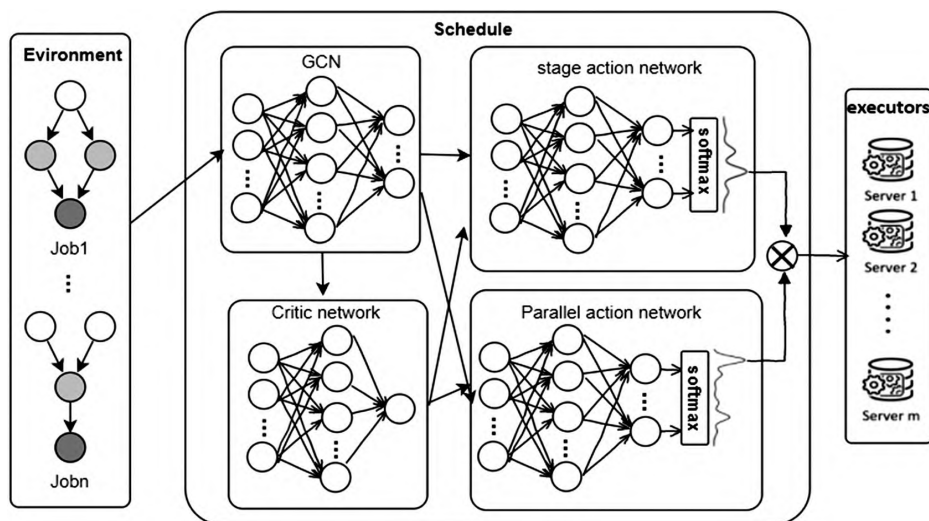 Schedule
Evironment
Job1
Jobn
GCN
Critic network
stage action network
softmax
Parallel action network
softmax
executors
Server 1
Server 2
Server m